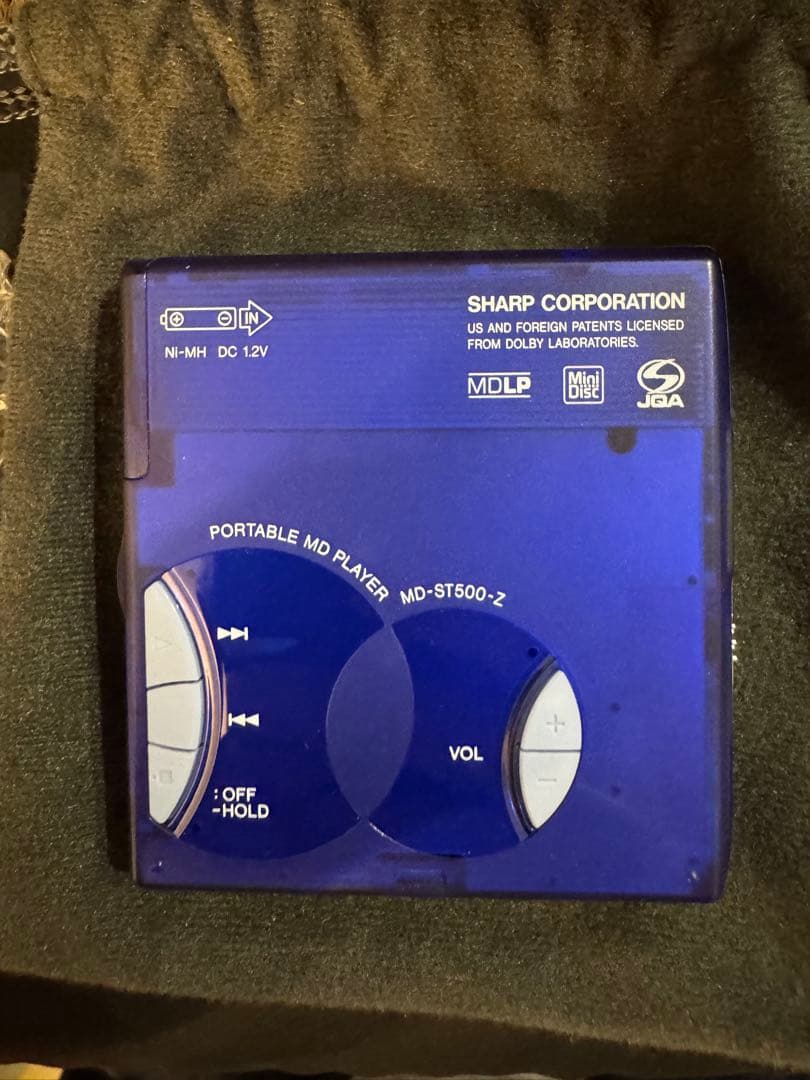 IN
Ni-MH DC 1.2V
SHARP CORPORATION
US AND FOREIGN PATENTS LICENSED
FROM DOLBY LABORATORIES.
MDLP
Mini
Disc
JQA
PORTABLE MD PLAYER
MD-ST500-Z
VOL
+
−
:OFF
-HOLD